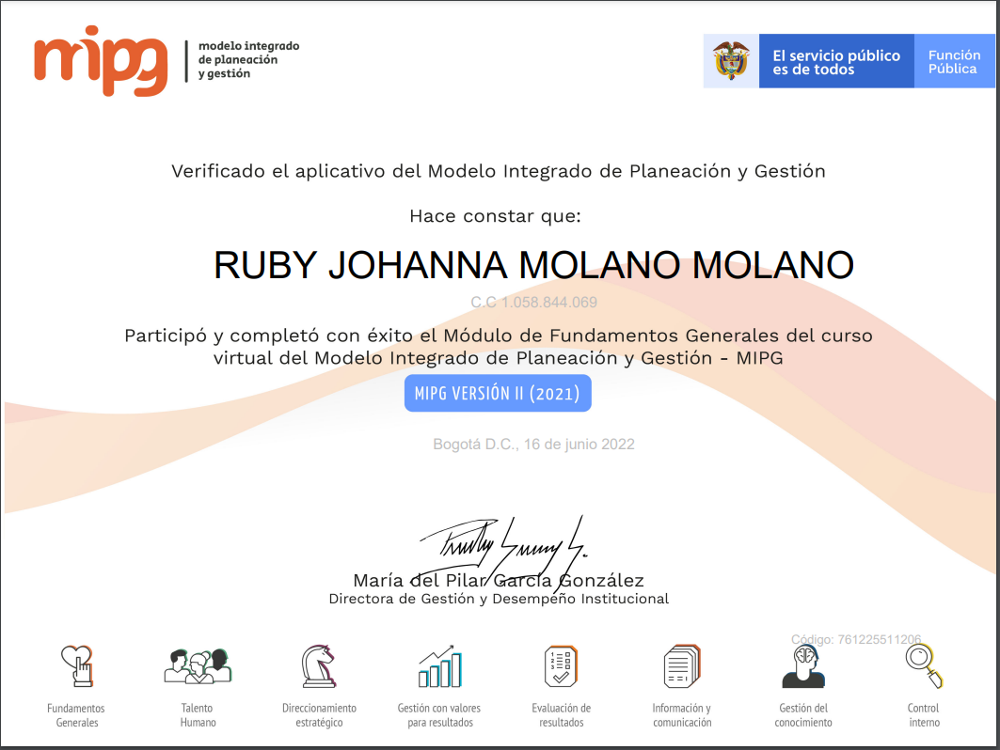 mipg
modelo integrado
de planeación
y gestión
El servicio público
es de todos
Función
Pública
Verificado el aplicativo del Modelo Integrado de Planeación y Gestión
Hace constar que:
RUBY JOHANNA MOLANO MOLANO
C.C 1.058.844.069
Participó y completó con éxito el Módulo de Fundamentos Generales del curso
virtual del Modelo Integrado de Planeación y Gestión - MIPG
MIPG VERSIÓN II (2021)
Bogotá D.C., 16 de junio 2022
María del Pilar García González
Directora de Gestión y Desempeño Institucional
Código: 761225511206
Fundamentos
Generales
Talento
Humano
Direccionamiento
estratégico
Gestión con valores
para resultados
Evaluación de
resultados
Información y
comunicación
Gestión del
conocimiento
Control
interno